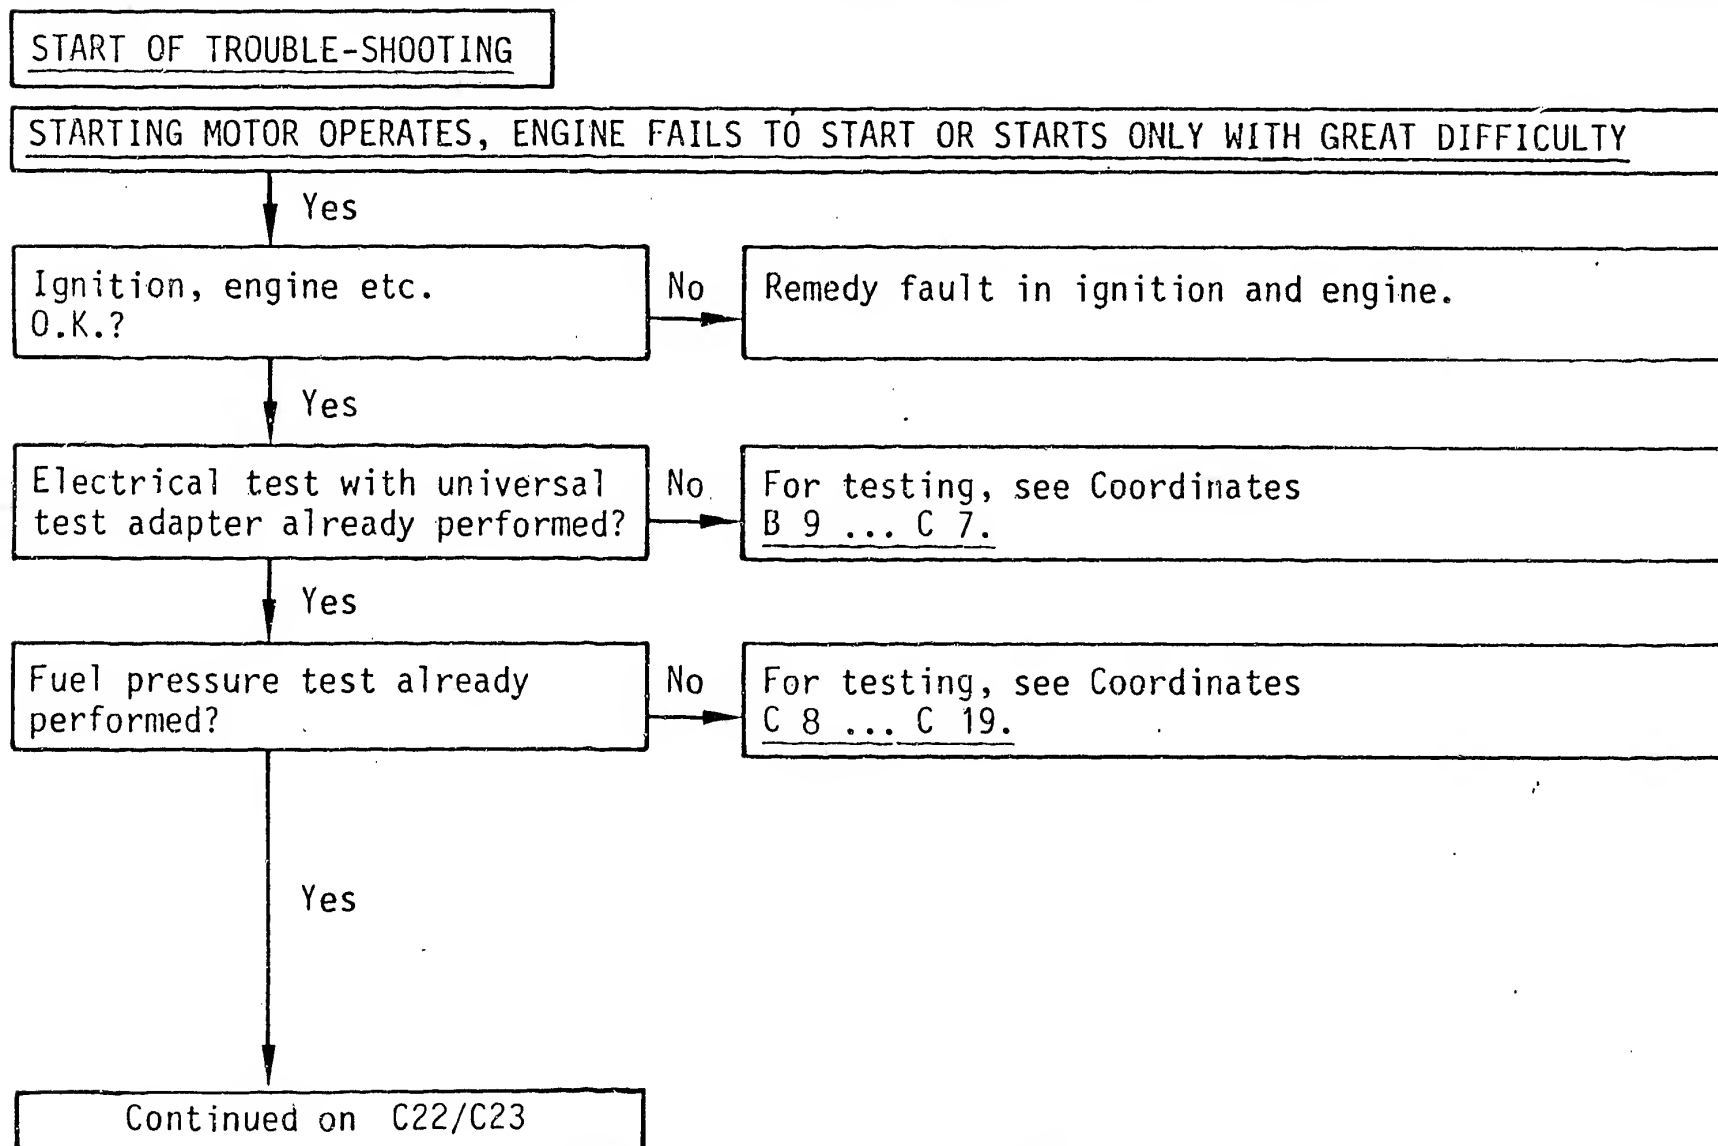 START OF TROUBLE-SHOOTING
STARTING MOTOR OPERATES, ENGINE FAILS TO START OR STARTS ONLY WITH GREAT DIFFICULTY
Yes
Ignition, engine etc.
O.K.?
No
Remedy fault in ignition and engine.
Yes
Electrical test with universal
test adapter already performed?
No
For testing, see Coordinates
B 9 ... C 7.
Yes
Fuel pressure test already
performed?
No
For testing, see Coordinates
C 8 ... C 19.
Yes
Continued on C22/C23